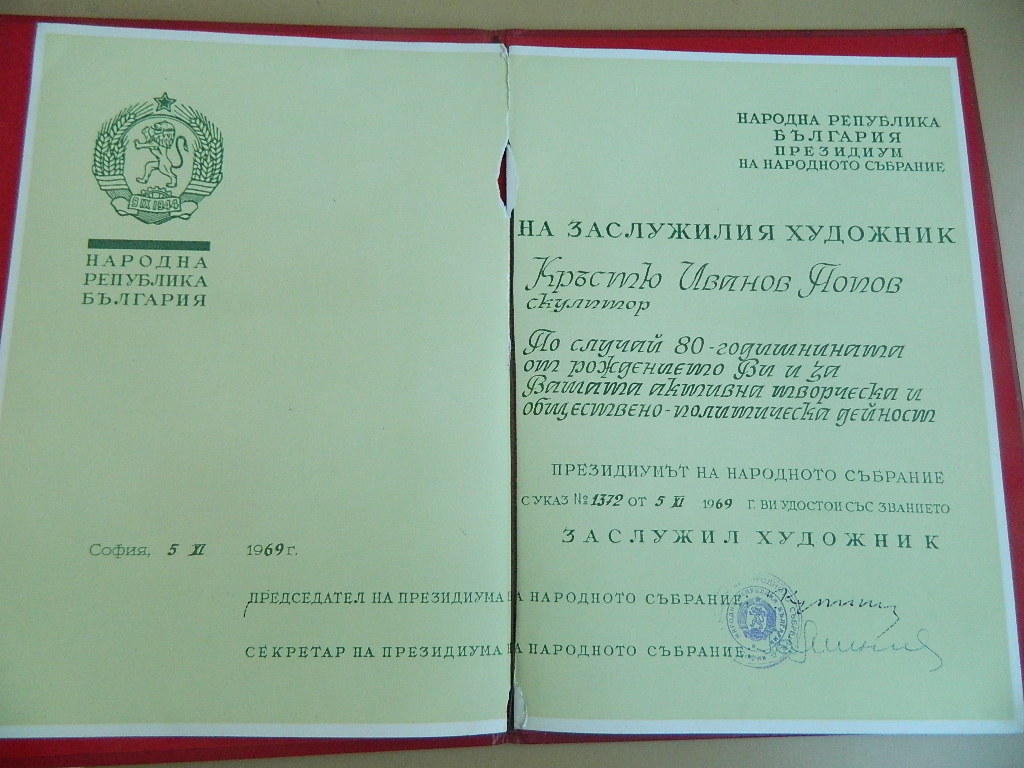 9 IX 1944
НАРОДНА
РЕПУБЛИКА
БЪЛГАРИЯ
НАРОДНА РЕПУБЛИКА
БЪЛГАРИЯ
ПРЕЗИДИУМ
НА НАРОДНОТО СЪБРАНИЕ
НА ЗАСЛУЖИЛИЯ ХУДОЖНИК
Кръстю Иванов Попов
скулптор
По случай 80-годишнината
от рождението Ви и за
Вашата активна творческа и
обществено-политическа дейност
ПРЕЗИДИУМЪТ НА НАРОДНОТО СЪБРАНИЕ
С УКАЗ № 1372 ОТ 5 XI 1969 Г. ВИ УДОСТОИ СЪС ЗВАНИЕТО
ЗАСЛУЖИЛ ХУДОЖНИК
София, 5 XI 1969 г.
ПРЕДСЕДАТЕЛ НА ПРЕЗИДИУМА НА НАРОДНОТО СЪБРАНИЕ:
СЕКРЕТАР НА ПРЕЗИДИУМА НА НАРОДНОТО СЪБРАНИЕ: